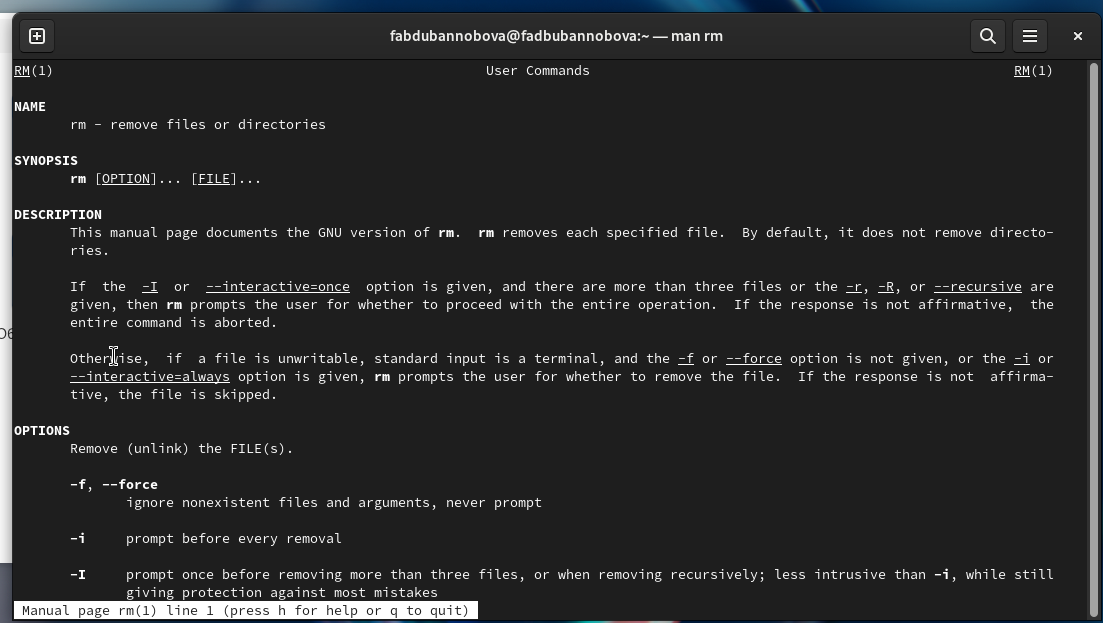 fabdubannobova@fadbubannobova:~ — man rm
RM(1) User Commands RM(1)
NAME
rm - remove files or directories
SYNOPSIS
rm [OPTION]... [FILE]...
DESCRIPTION
This manual page documents the GNU version of rm. rm removes each specified file. By default, it does not remove directo-
ries.
If the -I or --interactive=once option is given, and there are more than three files or the -r, -R, or --recursive are
given, then rm prompts the user for whether to proceed with the entire operation. If the response is not affirmative, the
entire command is aborted.
Otherwise, if a file is unwritable, standard input is a terminal, and the -f or --force option is not given, or the -i or
--interactive=always option is given, rm prompts the user for whether to remove the file. If the response is not affirma-
tive, the file is skipped.
OPTIONS
Remove (unlink) the FILE(s).
-f, --force
ignore nonexistent files and arguments, never prompt
-i prompt before every removal
-I prompt once before removing more than three files, or when removing recursively; less intrusive than -i, while still
giving protection against most mistakes
Manual page rm(1) line 1 (press h for help or q to quit)